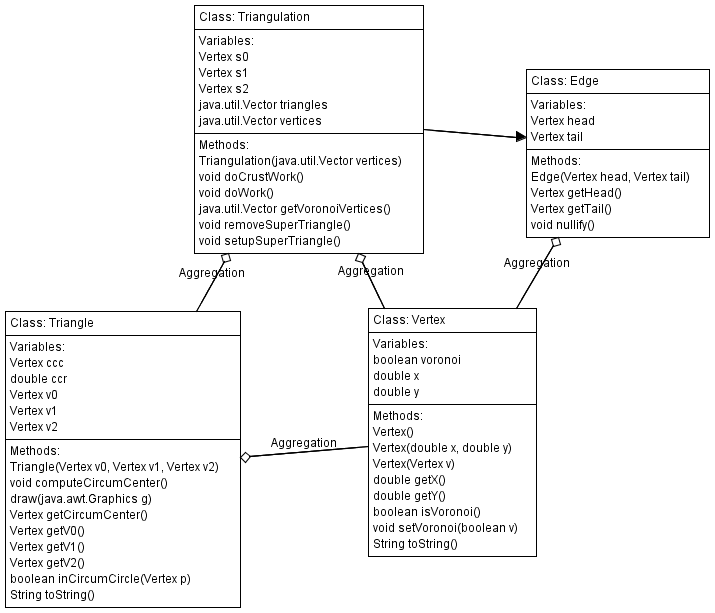 Class: Triangulation
Variables:
Vertex s0
Vertex s1
Vertex s2
java.util.Vector triangles
java.util.Vector vertices
Methods:
Triangulation(java.util.Vector vertices)
void doCrustWork()
void doWork()
java.util.Vector getVoronoiVertices()
void removeSuperTriangle()
void setupSuperTriangle()
Class: Edge
Variables:
Vertex head
Vertex tail
Methods:
Edge(Vertex head, Vertex tail)
Vertex getHead()
Vertex getTail()
void nullify()
Aggregation
Aggregation
Aggregation
Class: Triangle
Variables:
Vertex ccc
double ccr
Vertex v0
Vertex v1
Vertex v2
Methods:
Triangle(Vertex v0, Vertex v1, Vertex v2)
void computeCircumCenter()
draw(java.awt.Graphics g)
Vertex getCircumCenter()
Vertex getV0()
Vertex getV1()
Vertex getV2()
boolean inCircumCircle(Vertex p)
String toString()
Aggregation
Class: Vertex
Variables:
boolean voronoi
double x
double y
Methods:
Vertex()
Vertex(double x, double y)
Vertex(Vertex v)
double getX()
double getY()
boolean isVoronoi()
void setVoronoi(boolean v)
String toString()